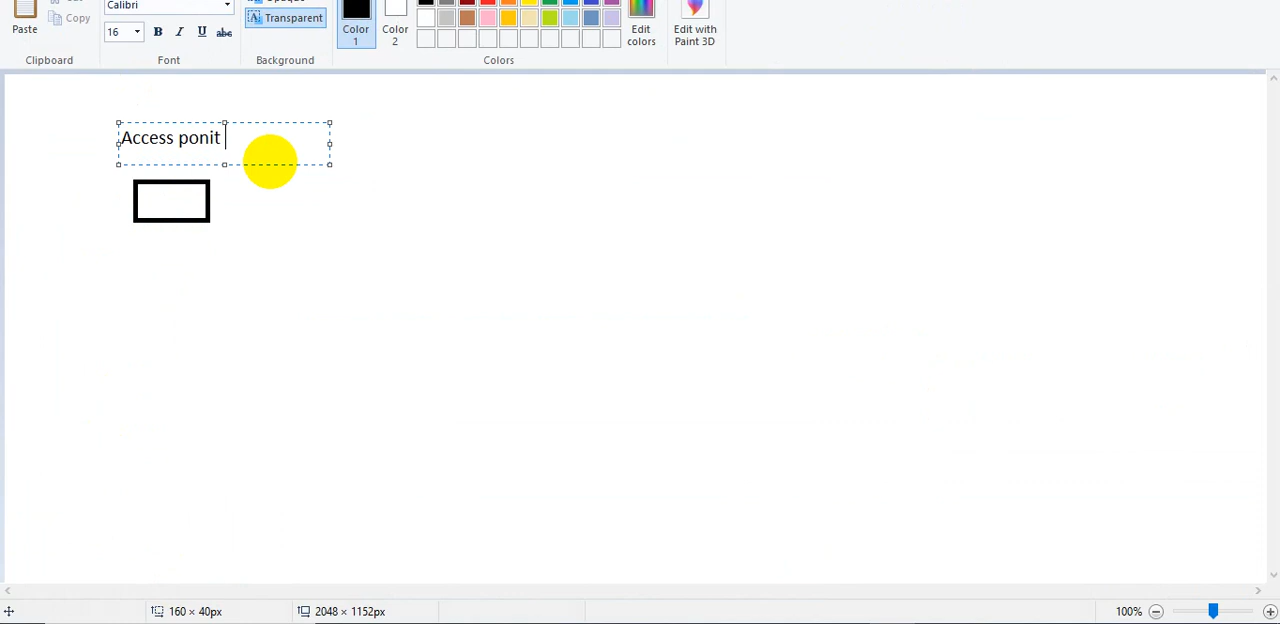 Calibri
Transparent
Paste
Copy
16
B I U abc
Color 1
Color 2
Edit colors
Edit with Paint 3D
Clipboard
Font
Background
Colors
Access ponit
160 × 40px
2048 × 1152px
100%